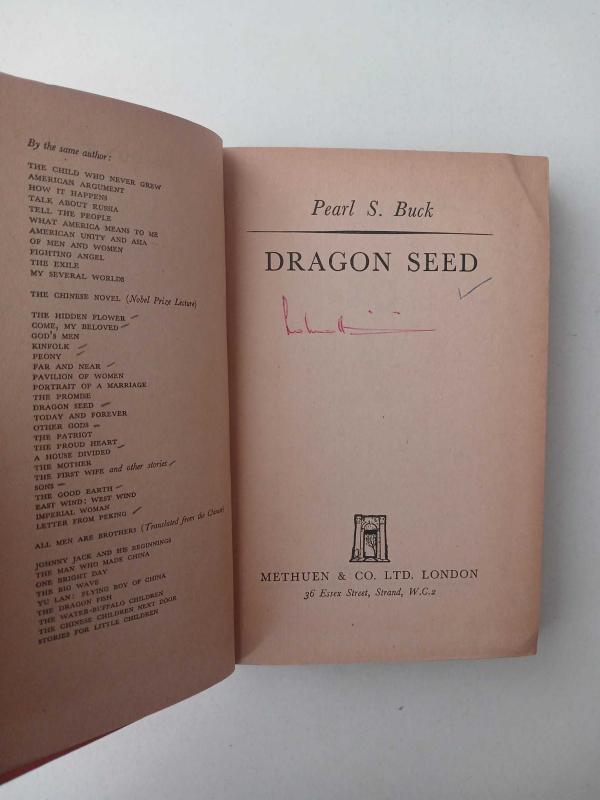 By the same author:
THE CHILD WHO NEVER GREW
AMERICAN ARGUMENT
HOW IT HAPPENS
TALK ABOUT RUSSIA
TELL THE PEOPLE
WHAT AMERICA MEANS TO ME
AMERICAN UNITY AND ASIA
OF MEN AND WOMEN
FIGHTING ANGEL
THE EXILE
MY SEVERAL WORLDS
THE CHINESE NOVEL (Nobel Prize Lecture)
THE HIDDEN FLOWER
COME, MY BELOVED
GOD'S MEN
KINFOLK
PEONY
FAR AND NEAR
PAVILION OF WOMEN
PORTRAIT OF A MARRIAGE
THE PROMISE
DRAGON SEED
TODAY AND FOREVER
OTHER GODS
THE PATRIOT
THE PROUD HEART
A HOUSE DIVIDED
THE MOTHER
THE FIRST WIFE and other stories
SONS
THE GOOD EARTH
EAST WIND: WEST WIND
IMPERIAL WOMAN
LETTER FROM PEKING
ALL MEN ARE BROTHERS (Translated from the Chinese)
JOHNNY JACK AND HIS BEGINNINGS
THE MAN WHO MADE CHINA
ONE BRIGHT DAY
THE BIG WAVE
YU LAN: FLYING BOY OF CHINA
THE DRAGON FISH
THE WATER-BUFFALO CHILDREN
THE CHINESE CHILDREN NEXT DOOR
STORIES FOR LITTLE CHILDREN
Pearl S. Buck
DRAGON SEED
METHUEN & CO. LTD. LONDON
36 Essex Street, Strand, W.C.2